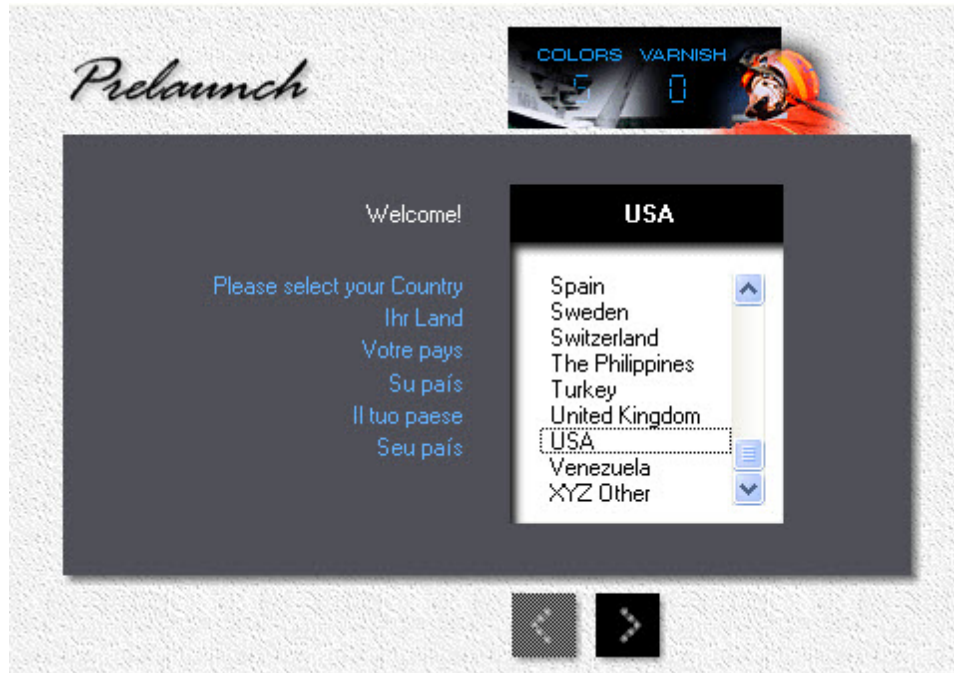 Prelaunch
COLORS VARNISH
5 0
Welcome!
USA
Please select your Country
Ihr Land
Votre pays
Su país
Il tuo paese
Seu país
Spain
Sweden
Switzerland
The Philippines
Turkey
United Kingdom
USA
Venezuela
XYZ Other